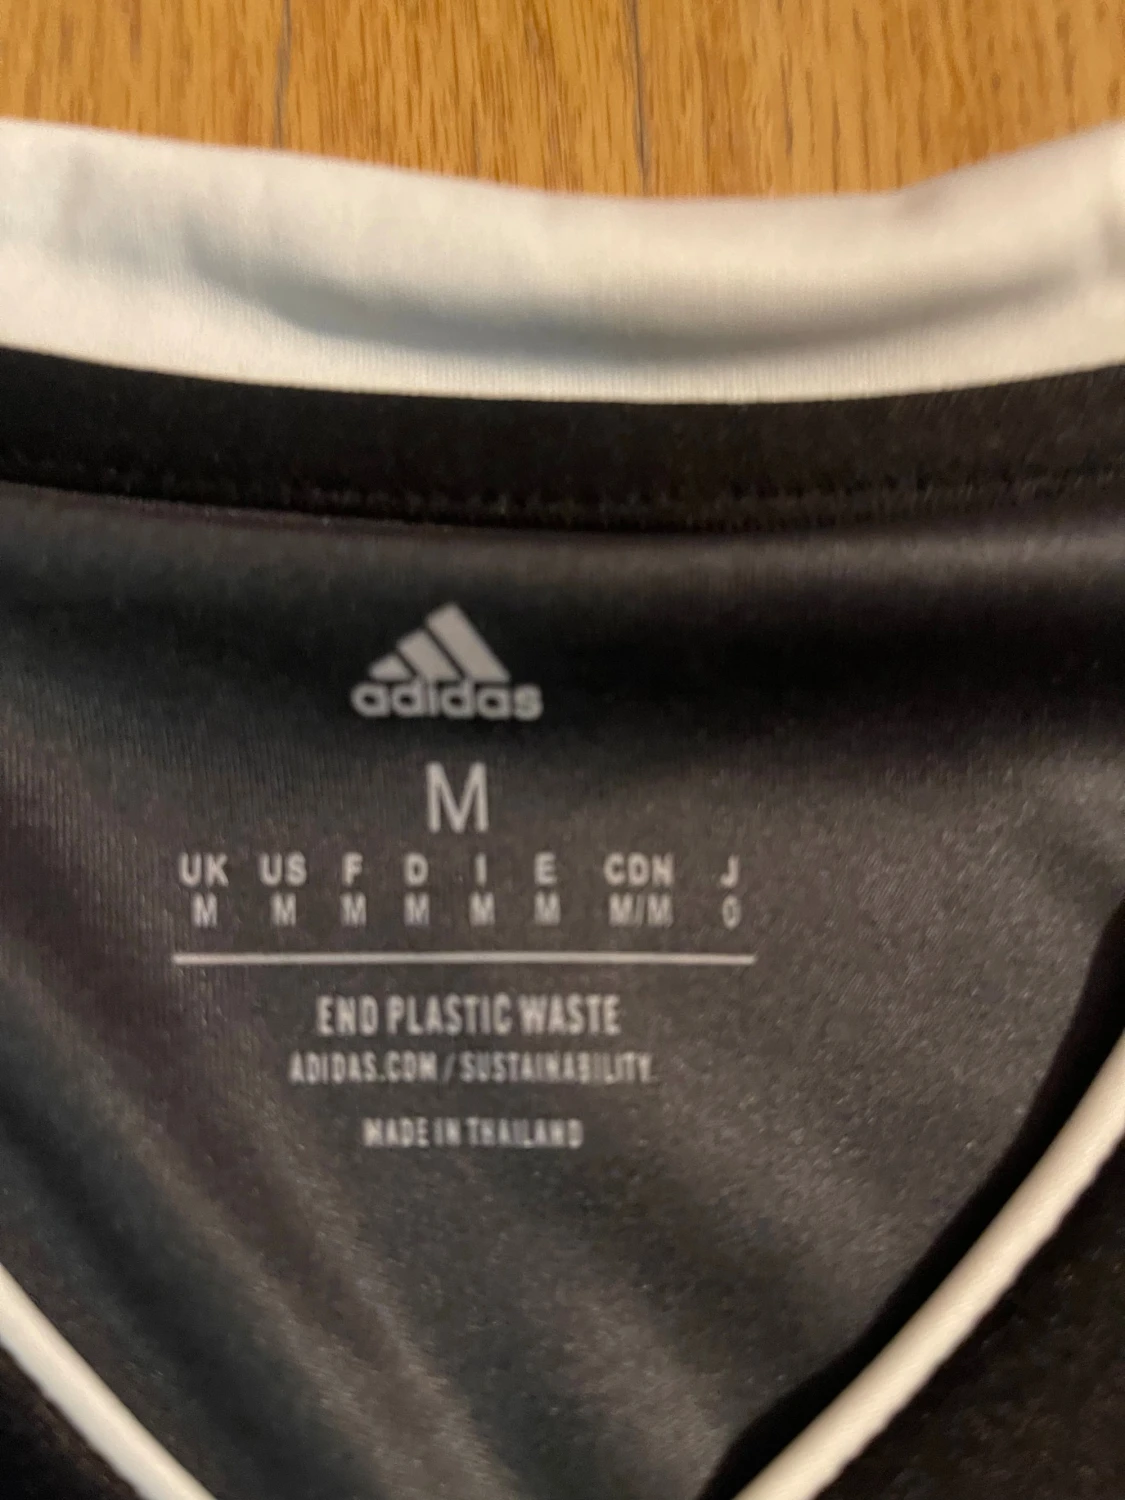 adidas
M
UK US F D I E CDN J
M M M M M M M/M O
END PLASTIC WASTE
ADIDAS.COM/SUSTAINABILITY
MADE IN THAILAND